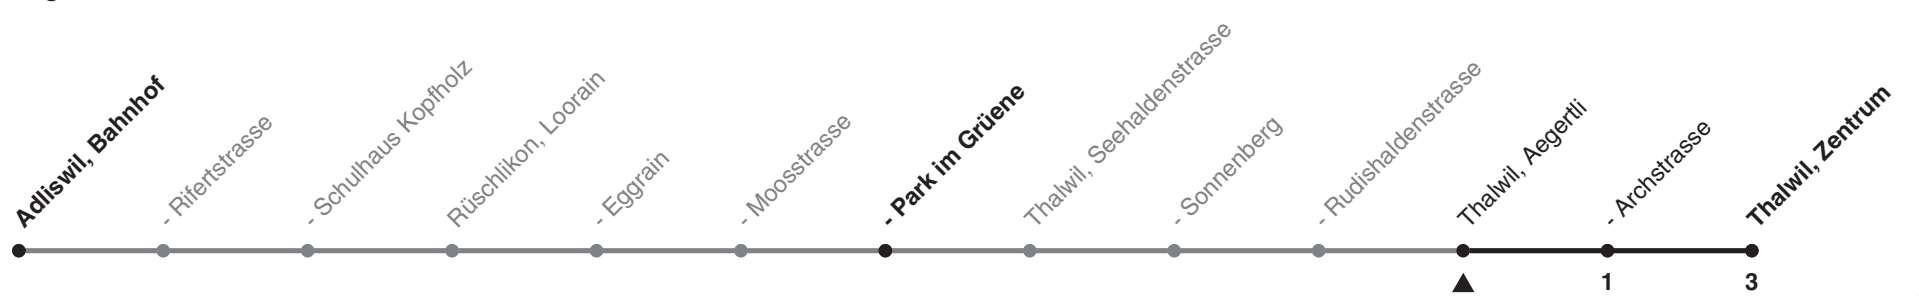 Adliswil, Bahnhof
- Rifertstrasse
- Schulhaus Kopfholz
Rüschlikon, Loorain
- Eggrain
- Moosstrasse
- Park im Grüene
Thalwil, Seehaldenstrasse
- Sonnenberg
- Rudishaldenstrasse
Thalwil, Aegertli
- Archstrasse
Thalwil, Zentrum
1 3